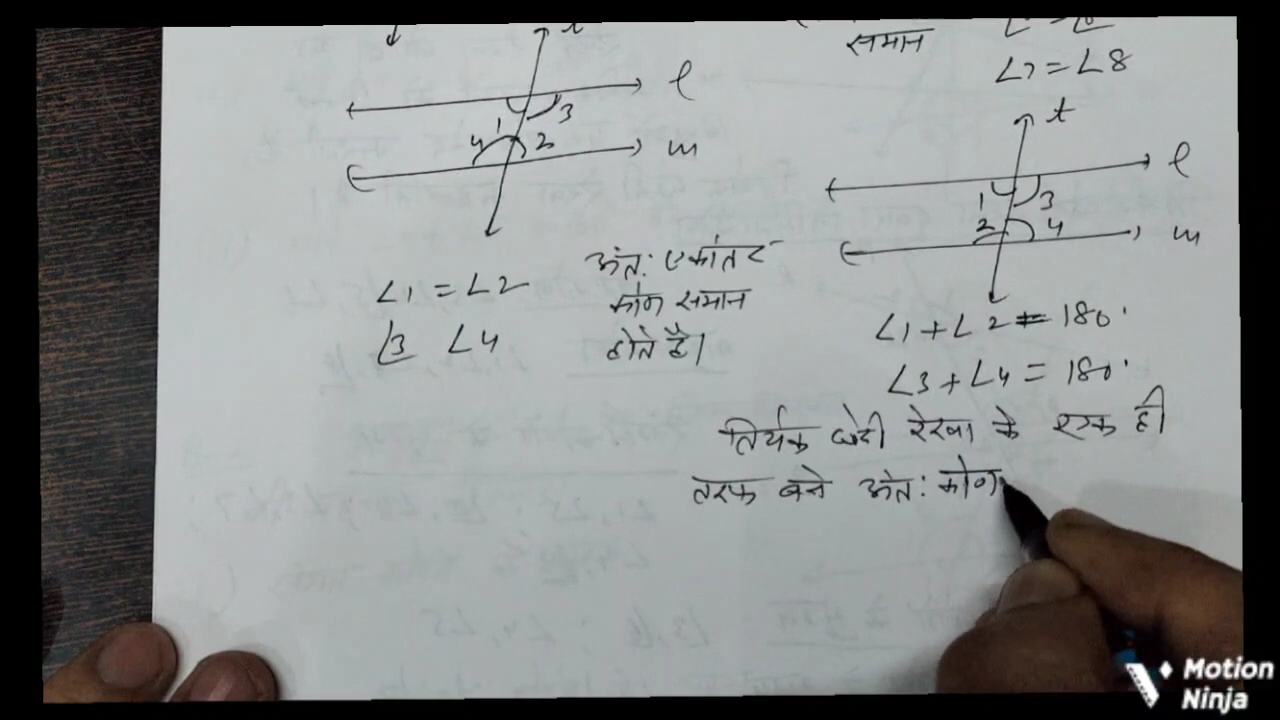 t
l
1 3
4 2
m
∠1 = ∠2
∠3 ∠4
अंतः एकांतर
कोण समान
होते है।
समान
∠7 = ∠8
t
l
1 3
2 4
m
∠1 + ∠2 = 180°
∠3 + ∠4 = 180°
तिर्यक छेदी रेखा के एक ही
तरफ बने अंतः कोण
Motion
Ninja